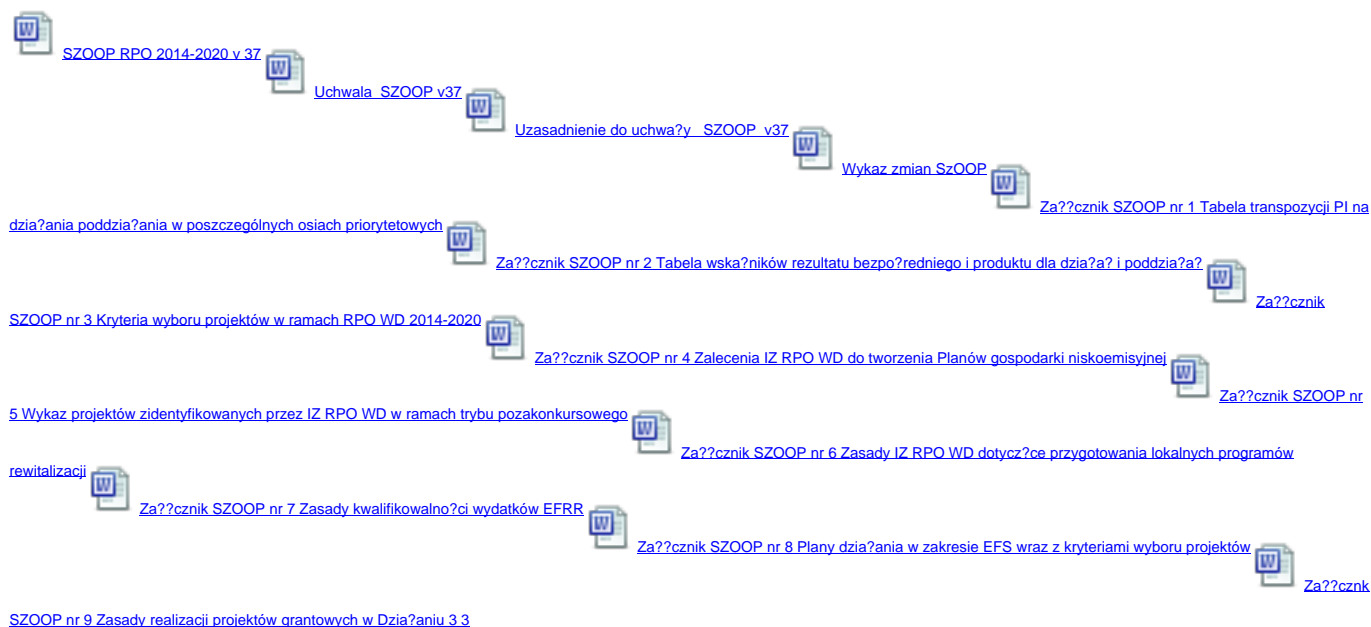 SZOOP RPO 2014-2020 v 37
Uchwala SZOOP v37
Uzasadnienie do uchwa?y SZOOP v37
Wykaz zmian SzOOP
Za??cznik SZOOP nr 1 Tabela transpozycji PI na
dzia?ania poddzia?ania w poszczególnych osiach priorytetowych
Za??cznik SZOOP nr 2 Tabela wska?ników rezultatu bezpo?redniego i produktu dla dzia?a? i poddzia?a?
Za??cznik
SZOOP nr 3 Kryteria wyboru projektów w ramach RPO WD 2014-2020
Za??cznik SZOOP nr 4 Zalecenia IZ RPO WD do tworzenia Planów gospodarki niskoemisyjnej
Za??cznik SZOOP nr
5 Wykaz projektów zidentyfikowanych przez IZ RPO WD w ramach trybu pozakonkursowego
Za??cznik SZOOP nr 6 Zasady IZ RPO WD dotycz?ce przygotowania lokalnych programów
rewitalizacji
Za??cznik SZOOP nr 7 Zasady kwalifikowalno?ci wydatków EFRR
Za??cznik SZOOP nr 8 Plany dzia?ania w zakresie EFS wraz z kryteriami wyboru projektów
Za??cznk
SZOOP nr 9 Zasady realizacji projektów grantowych w Dzia?aniu 3 3